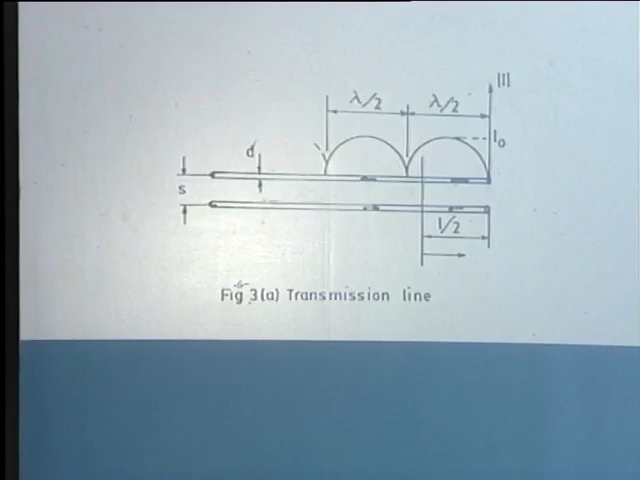 |I|
λ/2 λ/2
I₀
d
s
l/2
Fig 3(a) Transmission line